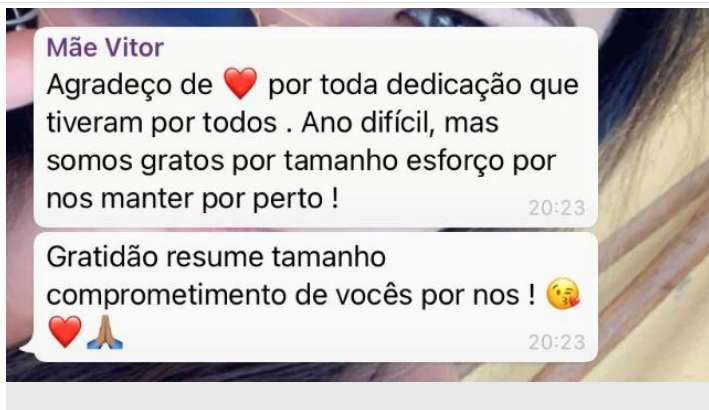 Mãe Vitor
Agradeço de ❤️ por toda dedicação que
tiveram por todos . Ano difícil, mas
somos gratos por tamanho esforço por
nos manter por perto !
20:23
Gratidão resume tamanho
comprometimento de vocês por nos ! 😘
❤️🙏🏽
20:23